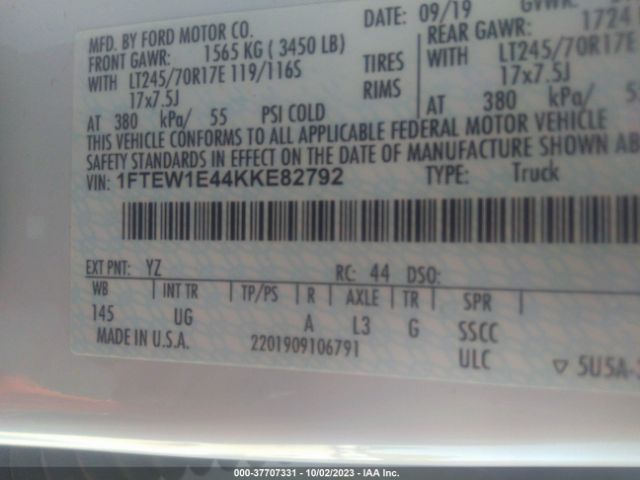 DATE: 09/19 GVWR:
MFD. BY FORD MOTOR CO.
FRONT GAWR: 1565 KG ( 3450 LB) REAR GAWR: 1724
WITH LT245/70R17E 119/116S TIRES WITH LT245/70R17E
17x7.5J RIMS 17x7.5J
AT 380 kPa/ 55 PSI COLD AT 380 kPa/
THIS VEHICLE CONFORMS TO ALL APPLICABLE FEDERAL MOTOR VEHICLE
SAFETY STANDARDS IN EFFECT ON THE DATE OF MANUFACTURE SHOWN
VIN: 1FTEW1E44KKE82792 TYPE: Truck
EXT PNT: YZ RC: 44 DSO:
WB INT TR TP/PS R AXLE TR SPR
145 UG A L3 G SSCC
MADE IN U.S.A. 2201909106791 ULC
▽ 5U5A-
000-37707331 | 10/02/2023 | IAA Inc.